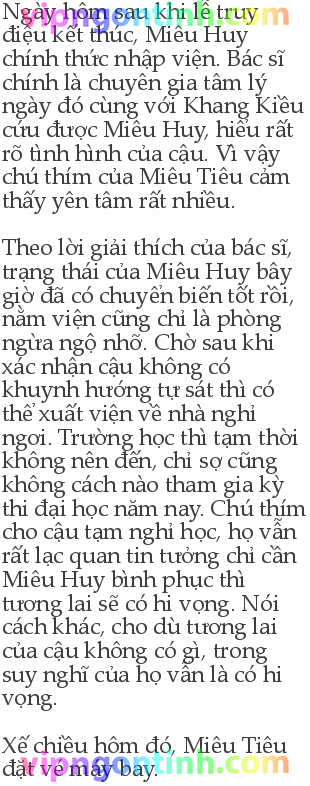 Ngày hôm sau khi lễ truy
điệu kết thúc, Miêu Huy
chính thức nhập viện. Bác sĩ
chính là chuyên gia tâm lý
ngày đó cùng với Khang Kiều
cứu được Miêu Huy, hiểu rất
rõ tình hình của cậu. Vì vậy
chú thím của Miêu Tiêu cảm
thấy yên tâm rất nhiều.
Theo lời giải thích của bác sĩ,
trạng thái của Miêu Huy bây
giờ đã có chuyển biến tốt rồi,
nằm viện cũng chỉ là phòng
ngừa ngộ nhỡ. Chờ sau khi
xác nhận cậu không có
khuynh hướng tự sát thì có
thể xuất viện về nhà nghỉ
ngơi. Trường học thì tạm thời
không nên đến, chỉ sợ cũng
không cách nào tham gia kỳ
thi đại học năm nay. Chú thím
cho cậu tạm nghỉ học, họ vẫn
rất lạc quan tin tưởng chỉ cần
Miêu Huy bình phục thì
tương lai sẽ có hi vọng. Nói
cách khác, cho dù tương lai
của cậu không có gì, trong
suy nghĩ của họ vẫn là có hi
vọng.
Xế chiều hôm đó, Miêu Tiêu
đặt vé máy bay.
vipngontinh.com
vipngontinh.com